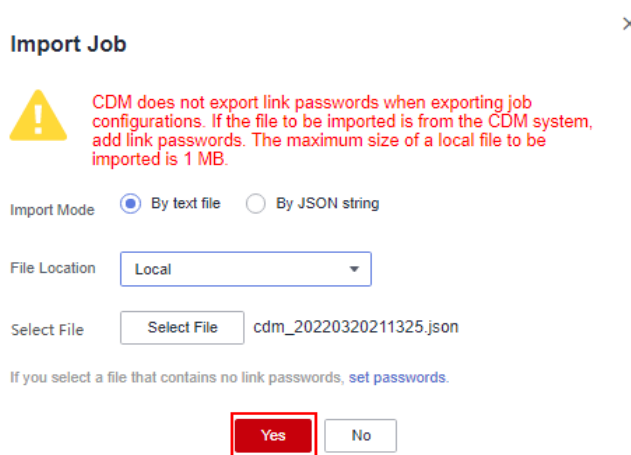 Import Job
CDM does not export link passwords when exporting job
configurations. If the file to be imported is from the CDM system,
add link passwords. The maximum size of a local file to be
imported is 1 MB.
Import Mode By text file By JSON string
File Location Local
Select File Select File cdm_20220320211325.json
If you select a file that contains no link passwords, set passwords.
Yes No